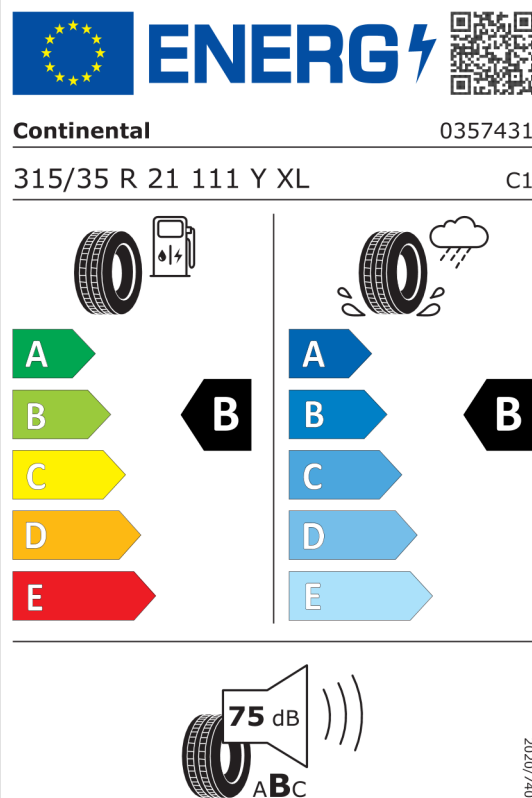 ENERG
Continental
0357431
315/35 R 21 111 Y XL
C1
A
B
C
D
E
B
A
B
C
D
E
B
75 dB
ABC
2020/740